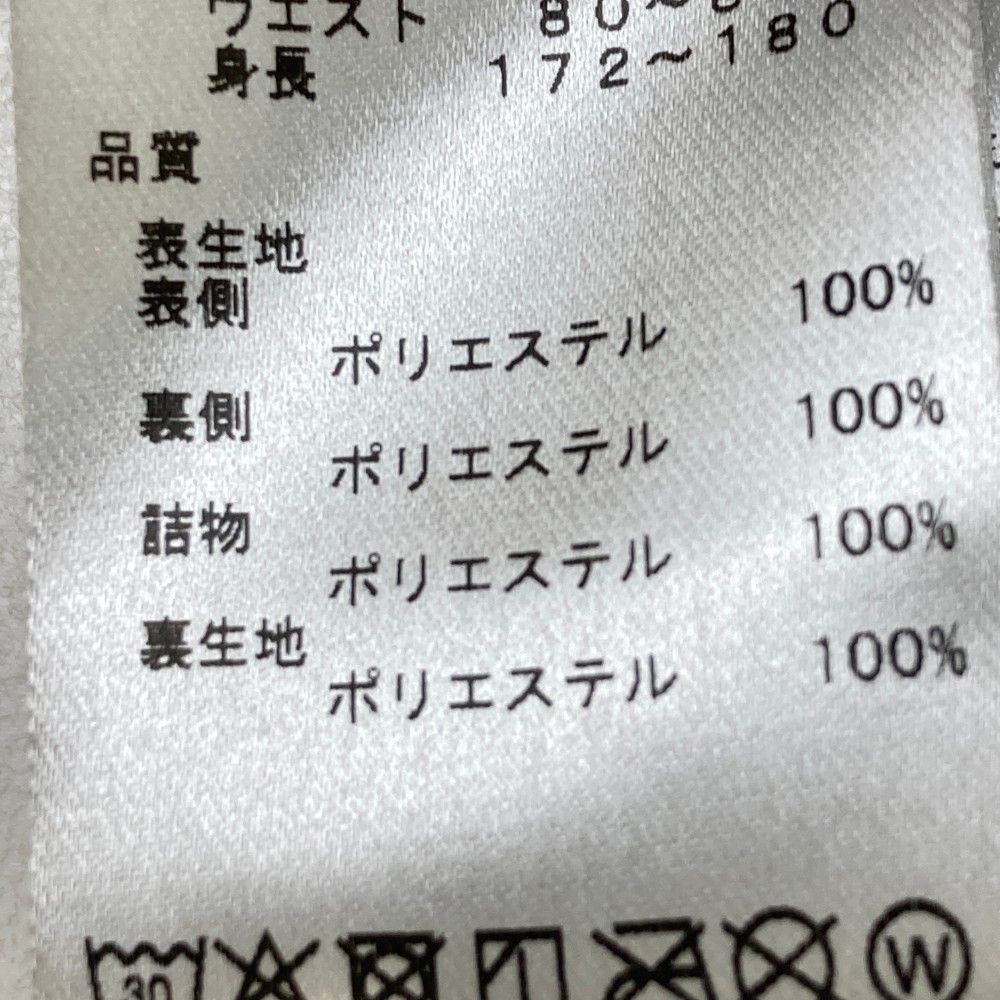 ウエスト 80～
身長 172～180
品質
表生地
表側
ポリエステル 100%
裏側
ポリエステル 100%
詰物
ポリエステル 100%
裏生地
ポリエステル 100%
30
W